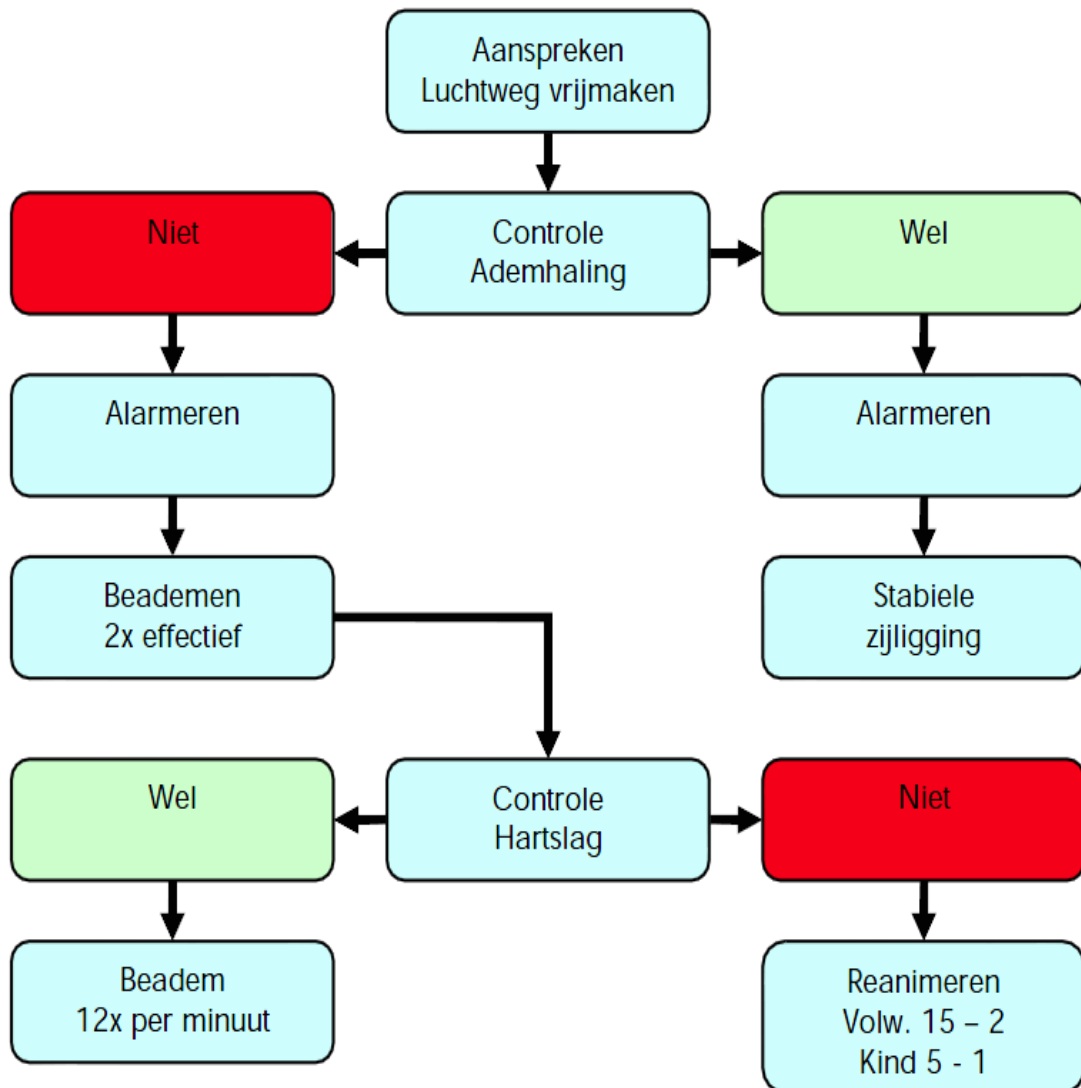 Aanspreken
Luchtweg vrijmaken
Niet
Controle
Ademhaling
Wel
Alarmeren
Alarmeren
Beademen
2x effectief
Stabiele
zijligging
Wel
Controle
Hartslag
Niet
Beadem
12x per minuut
Reanimeren
Volw. 15 – 2
Kind 5 - 1